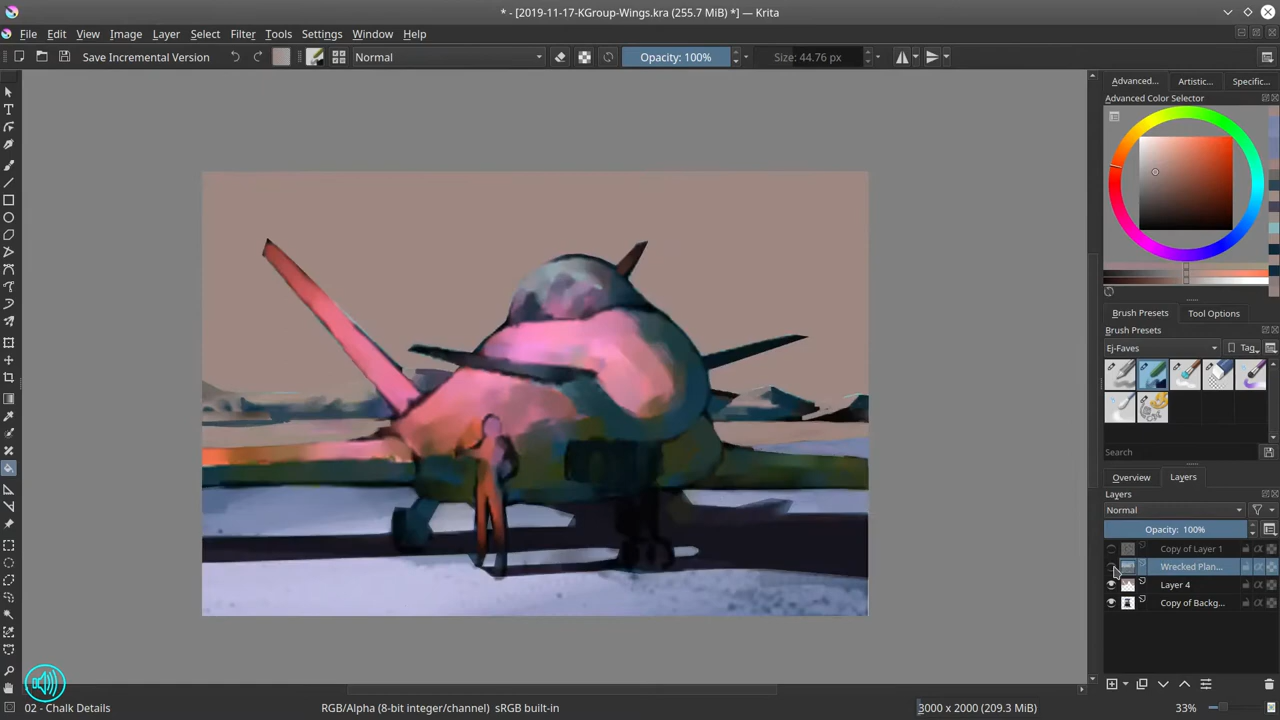 * - [2019-11-17-KGroup-Wings.kra (255.7 MiB) *] — Krita
File Edit View Image Layer Select Filter Tools Settings Window Help
Save Incremental Version Normal Opacity: 100% Size: 44.76 px
Advanced... Artistic... Specific...
Advanced Color Selector
Brush Presets Tool Options
Brush Presets
Ej-Faves Tag
Search
Overview Layers
Layers
Normal
Opacity: 100%
Copy of Layer 1
Wrecked Plan...
Layer 4
Copy of Backg...
02 - Chalk Details RGB/Alpha (8-bit integer/channel) sRGB built-in 3000 x 2000 (209.3 MiB) 33%